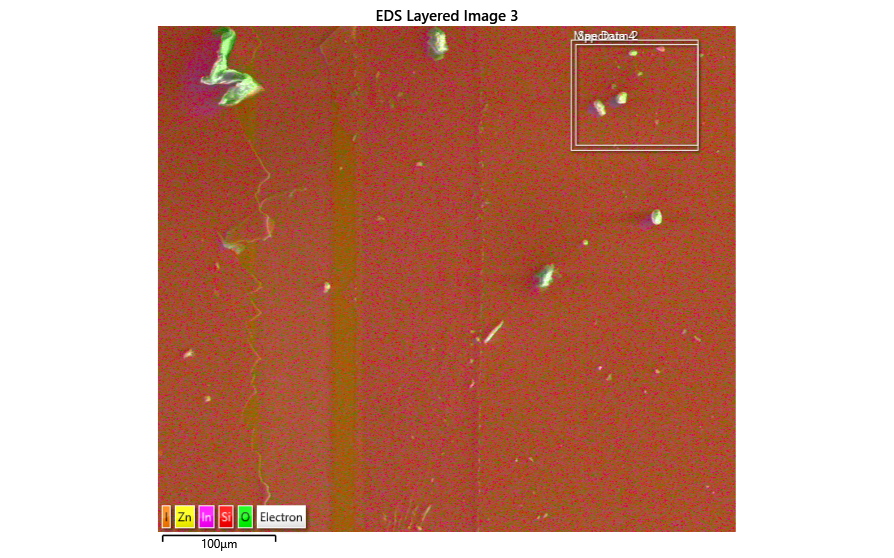 EDS Layered Image 3
I Zn In Si O Electron
100μm